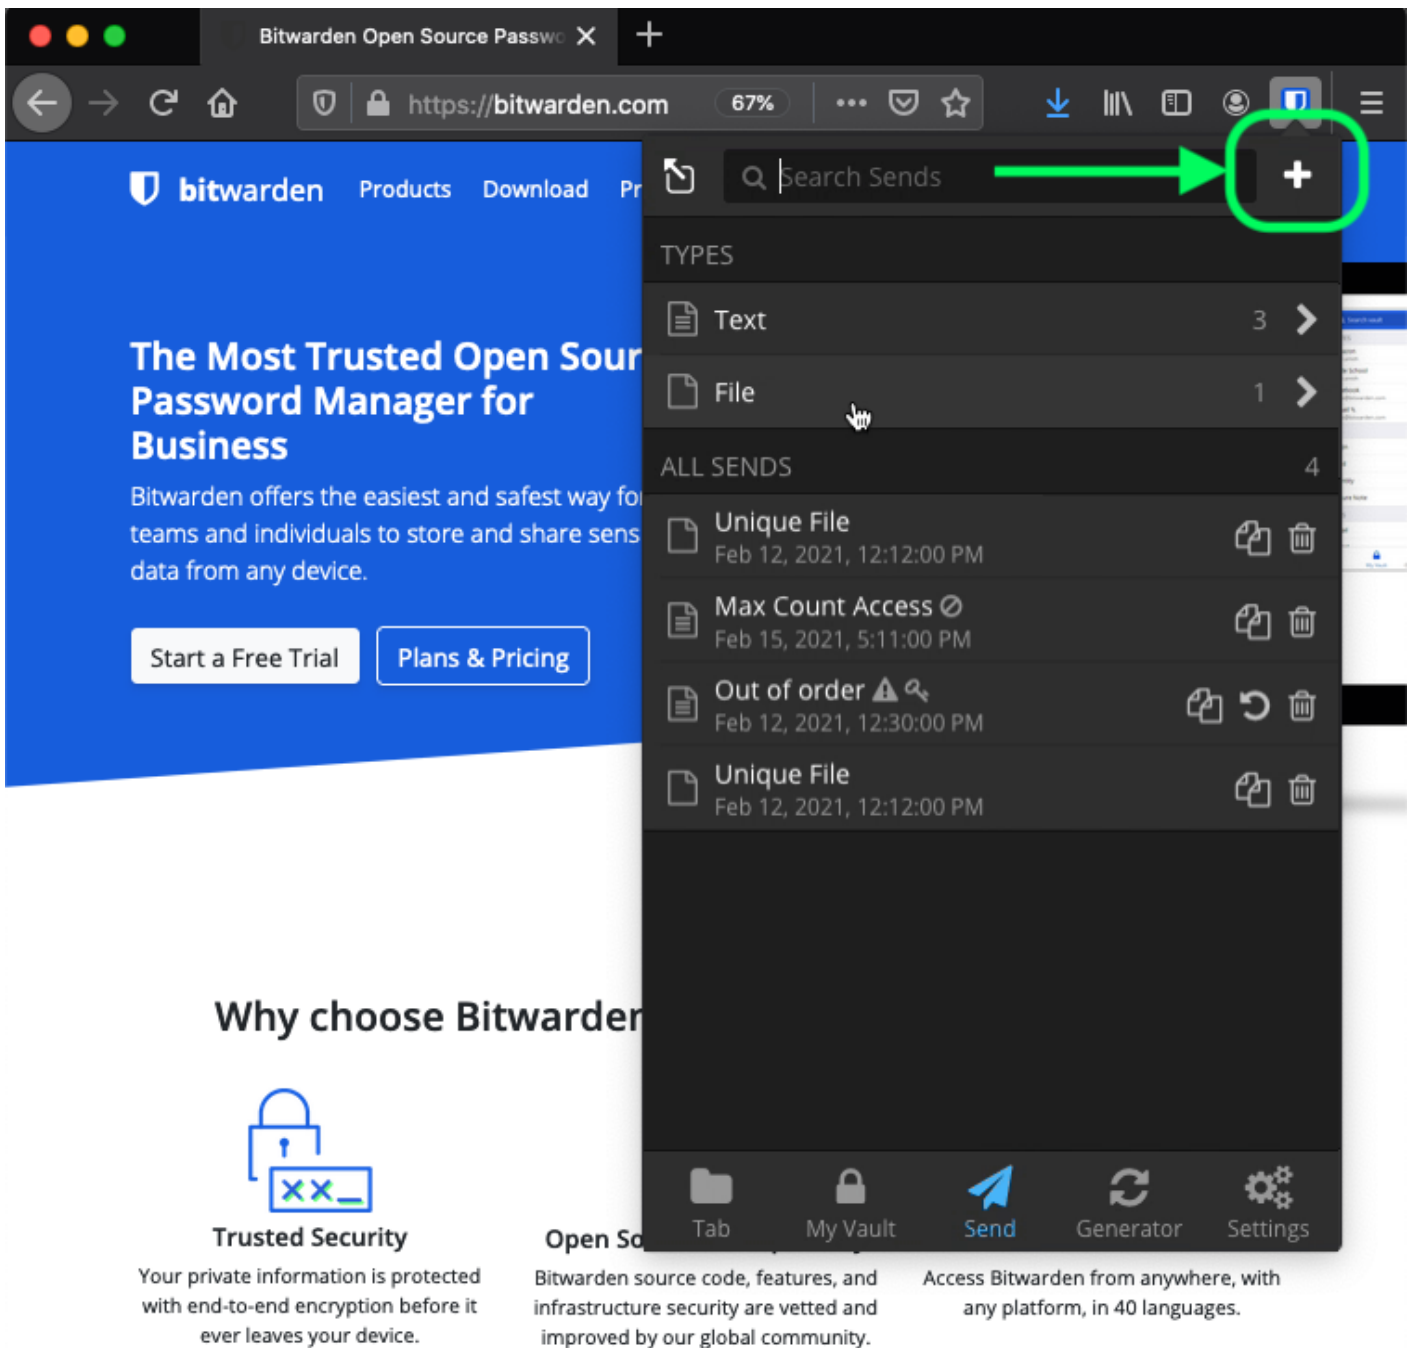 Bitwarden Open Source Passwo
https://bitwarden.com
67%
bitwarden
Products
Download
Pr
The Most Trusted Open Sour
Password Manager for
Business
Bitwarden offers the easiest and safest way fo
teams and individuals to store and share sens
data from any device.
Start a Free Trial
Plans & Pricing
Search Sends
TYPES
Text 3
File 1
ALL SENDS 4
Unique File
Feb 12, 2021, 12:12:00 PM
Max Count Access
Feb 15, 2021, 5:11:00 PM
Out of order
Feb 12, 2021, 12:30:00 PM
Unique File
Feb 12, 2021, 12:12:00 PM
Tab
My Vault
Send
Generator
Settings
Why choose Bitwarden
Trusted Security
Your private information is protected
with end-to-end encryption before it
ever leaves your device.
Open So
Bitwarden source code, features, and
infrastructure security are vetted and
improved by our global community.
Access Bitwarden from anywhere, with
any platform, in 40 languages.